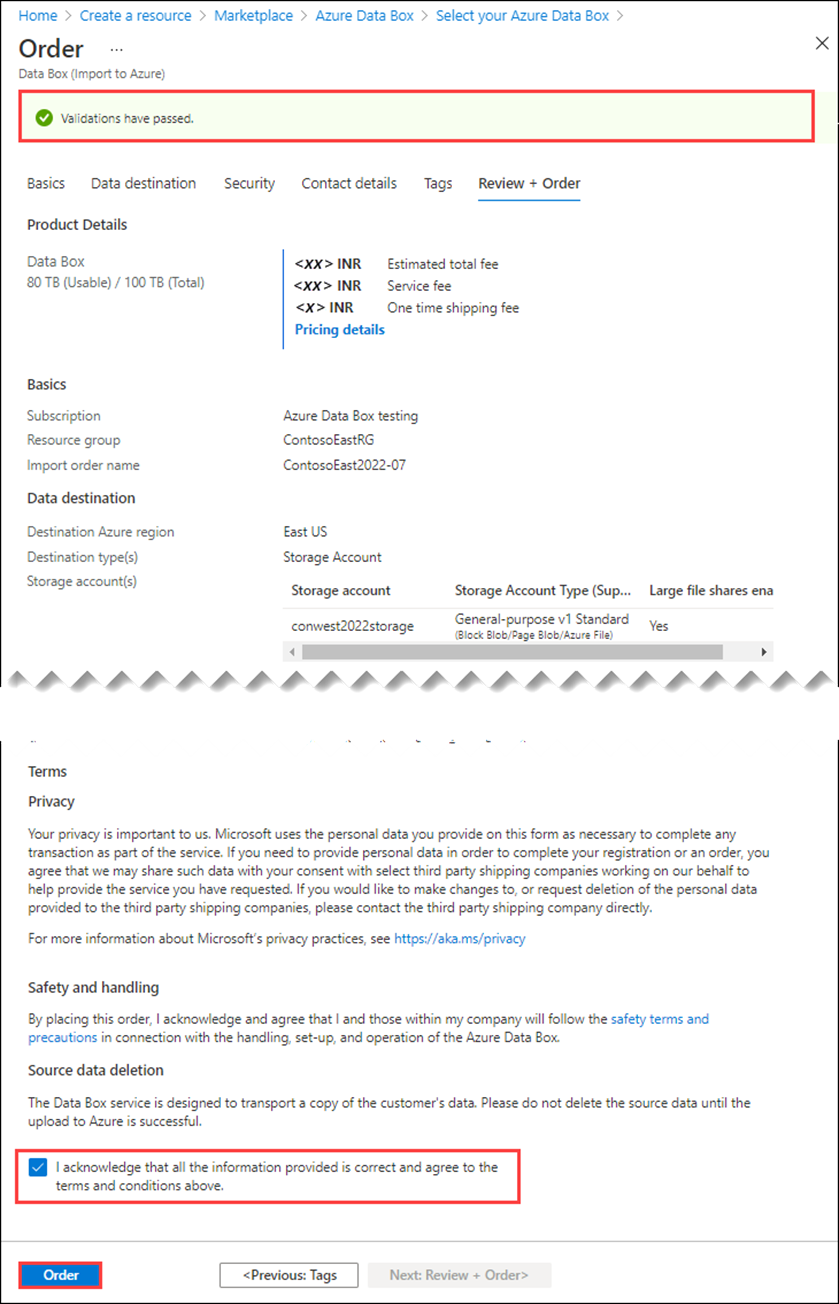 Home > Create a resource > Marketplace > Azure Data Box > Select your Azure Data Box >
Order ...
Data Box (Import to Azure)
Validations have passed.
Basics Data destination Security Contact details Tags Review + Order
Product Details
Data Box
80 TB (Usable) / 100 TB (Total)
<XX> INR Estimated total fee
<XX> INR Service fee
<X> INR One time shipping fee
Pricing details
Basics
Subscription Azure Data Box testing
Resource group ContosoEastRG
Import order name ContosoEast2022-07
Data destination
Destination Azure region East US
Destination type(s) Storage Account
Storage account(s)
Storage account Storage Account Type (Sup... Large file shares ena
conwest2022storage General-purpose v1 Standard Yes
(Block Blob/Page Blob/Azure File)
Terms
Privacy
Your privacy is important to us. Microsoft uses the personal data you provide on this form as necessary to complete any
transaction as part of the service. If you need to provide personal data in order to complete your registration or an order, you
agree that we may share such data with your consent with select third party shipping companies working on our behalf to
help provide the service you have requested. If you would like to make changes to, or request deletion of the personal data
provided to the third party shipping companies, please contact the third party shipping company directly.
For more information about Microsoft's privacy practices, see https://aka.ms/privacy
Safety and handling
By placing this order, I acknowledge and agree that I and those within my company will follow the safety terms and
precautions in connection with the handling, set-up, and operation of the Azure Data Box.
Source data deletion
The Data Box service is designed to transport a copy of the customer's data. Please do not delete the source data until the
upload to Azure is successful.
I acknowledge that all the information provided is correct and agree to the
terms and conditions above.
Order <Previous: Tags Next: Review + Order>